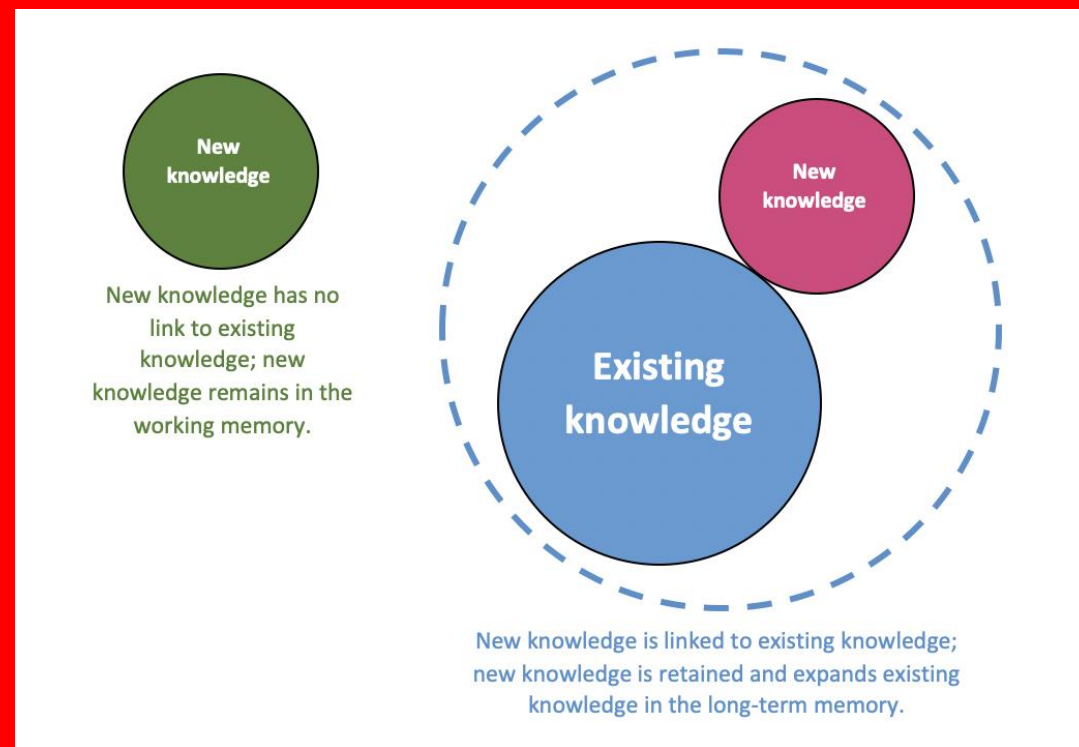 New
knowledge
New knowledge has no
link to existing
knowledge; new
knowledge remains in the
working memory.
New
knowledge
Existing
knowledge
New knowledge is linked to existing knowledge;
new knowledge is retained and expands existing
knowledge in the long-term memory.